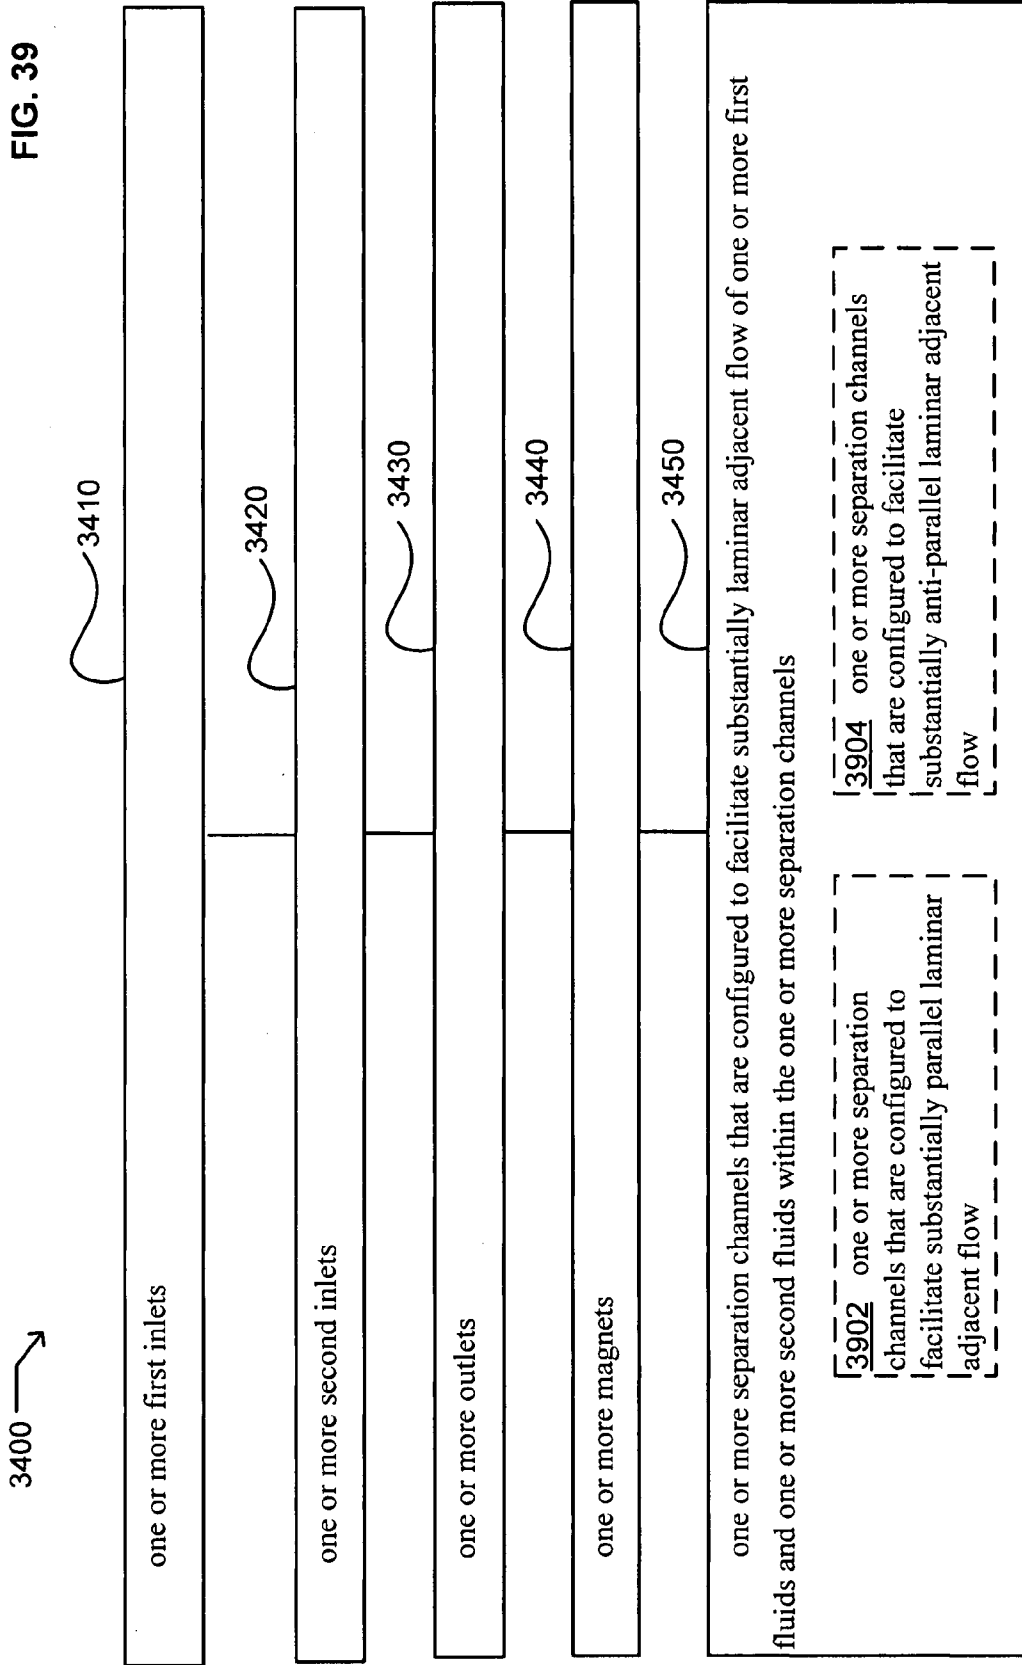 FIG. 39
3400
3410
one or more first inlets
3420
one or more second inlets
3430
one or more outlets
3440
one or more magnets
3450
one or more separation channels that are configured to facilitate substantially laminar adjacent flow of one or more first
fluids and one or more second fluids within the one or more separation channels
3902 one or more separation
channels that are configured to
facilitate substantially parallel laminar
adjacent flow
3904 one or more separation channels
that are configured to facilitate
substantially anti-parallel laminar adjacent
flow